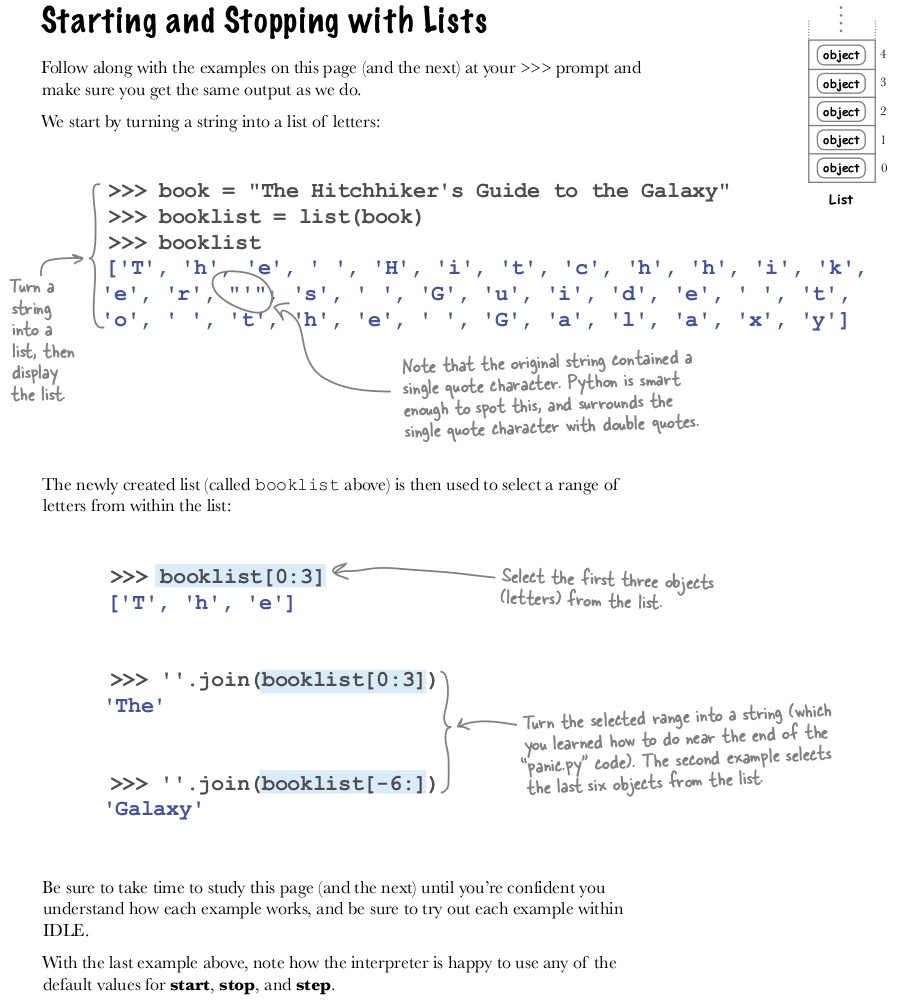 Starting and Stopping with Lists
Follow along with the examples on this page (and the next) at your >>> prompt and
make sure you get the same output as we do.
We start by turning a string into a list of letters:
object 4
object 3
object 2
object 1
object 0
List
>>> book = "The Hitchhiker's Guide to the Galaxy"
>>> booklist = list(book)
>>> booklist
['T', 'h', 'e', ' ', 'H', 'i', 't', 'c', 'h', 'h', 'i', 'k',
'e', 'r', "'", 's', ' ', 'G', 'u', 'i', 'd', 'e', ' ', 't',
'o', ' ', 't', 'h', 'e', ' ', 'G', 'a', 'l', 'a', 'x', 'y']
Turn a
string
into a
list, then
display
the list.
Note that the original string contained a
single quote character. Python is smart
enough to spot this, and surrounds the
single quote character with double quotes.
The newly created list (called booklist above) is then used to select a range of
letters from within the list:
>>> booklist[0:3]
['T', 'h', 'e']
Select the first three objects
(letters) from the list.
>>> ''.join(booklist[0:3])
'The'
>>> ''.join(booklist[-6:])
'Galaxy'
Turn the selected range into a string (which
you learned how to do near the end of the
"panic.py" code). The second example selects
the last six objects from the list.
Be sure to take time to study this page (and the next) until you're confident you
understand how each example works, and be sure to try out each example within
IDLE.
With the last example above, note how the interpreter is happy to use any of the
default values for start, stop, and step.